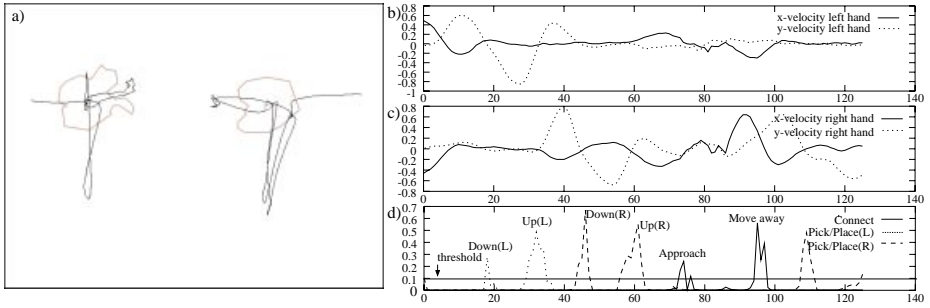 a)
b)
0.8
0.6
0.4
0.2
0
-0.2
-0.4
-0.6
-0.8
-1
x-velocity left hand
y-velocity left hand
0 20 40 60 80 100 120 140
c)
0.8
0.6
0.4
0.2
0
-0.2
-0.4
-0.6
-0.8
x-velocity right hand
y-velocity right hand
0 20 40 60 80 100 120 140
d)
0.7
0.6
0.5
0.4
0.3
0.2
0.1
0
threshold
Down(L)
Up(L)
Down(R)
Up(R)
Approach
Move away
Connect
Pick/Place(L)
Pick/Place(R)
0 20 40 60 80 100 120 140